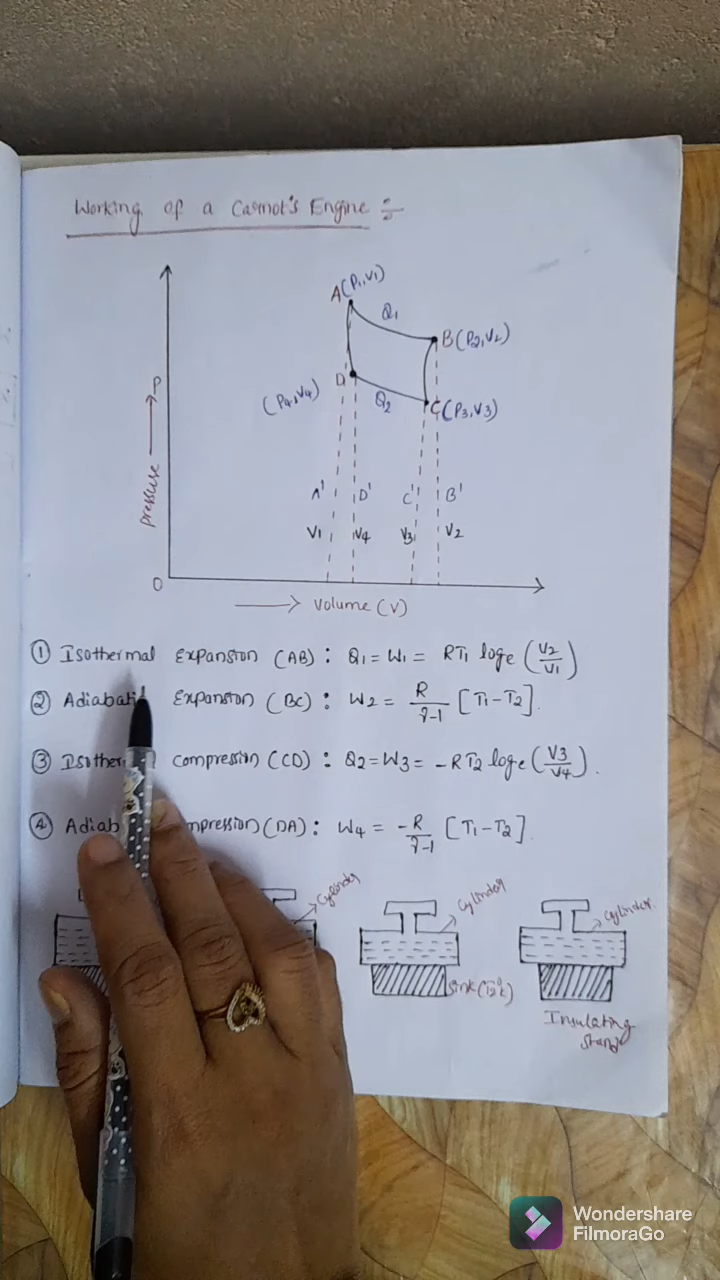 Working of a Carnot's Engine :-
A(P1,V1)
Q1
B(P2,V2)
D
(P4,V4)
Q2
C(P3,V3)
pressure → P
A' D' C' B'
V1 V4 V3 V2
O
→ Volume (V)
① Isothermal Expansion (AB) : Q1 = W1 = RT1 loge (V2/V1)
② Adiabati Expansion (BC) : W2 = R/γ-1 [T1-T2].
③ Isother compression (CD) : Q2 = W3 = -RT2 loge (V3/V4).
④ Adiab mpression (DA) : W4 = -R/γ-1 [T1-T2].
Cylinder
Cylinder
Cylinder
Sink (T2°K)
Insulating
stand
Wondershare
FilmoraGo